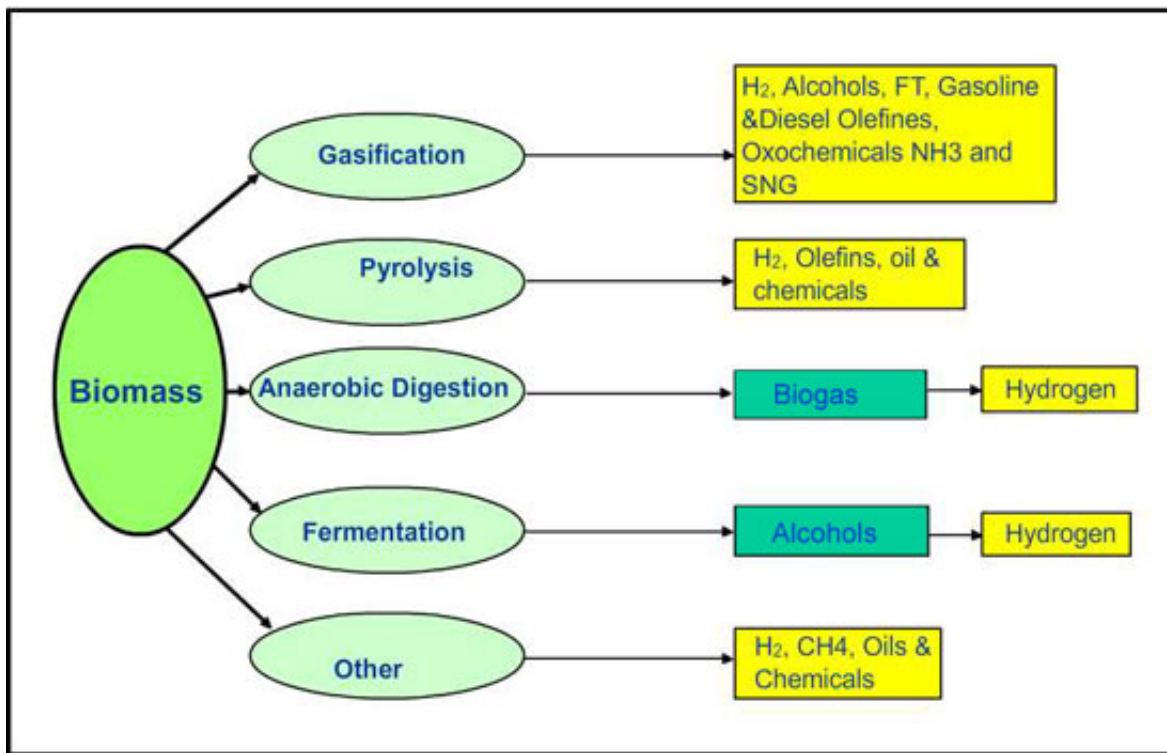 H₂, Alcohols, FT, Gasoline
&Diesel Olefines,
Oxochemicals NH3 and
SNG
Gasification
Pyrolysis
H₂, Olefins, oil &
chemicals
Biomass
Anaerobic Digestion
Biogas
Hydrogen
Fermentation
Alcohols
Hydrogen
Other
H₂, CH4, Oils &
Chemicals